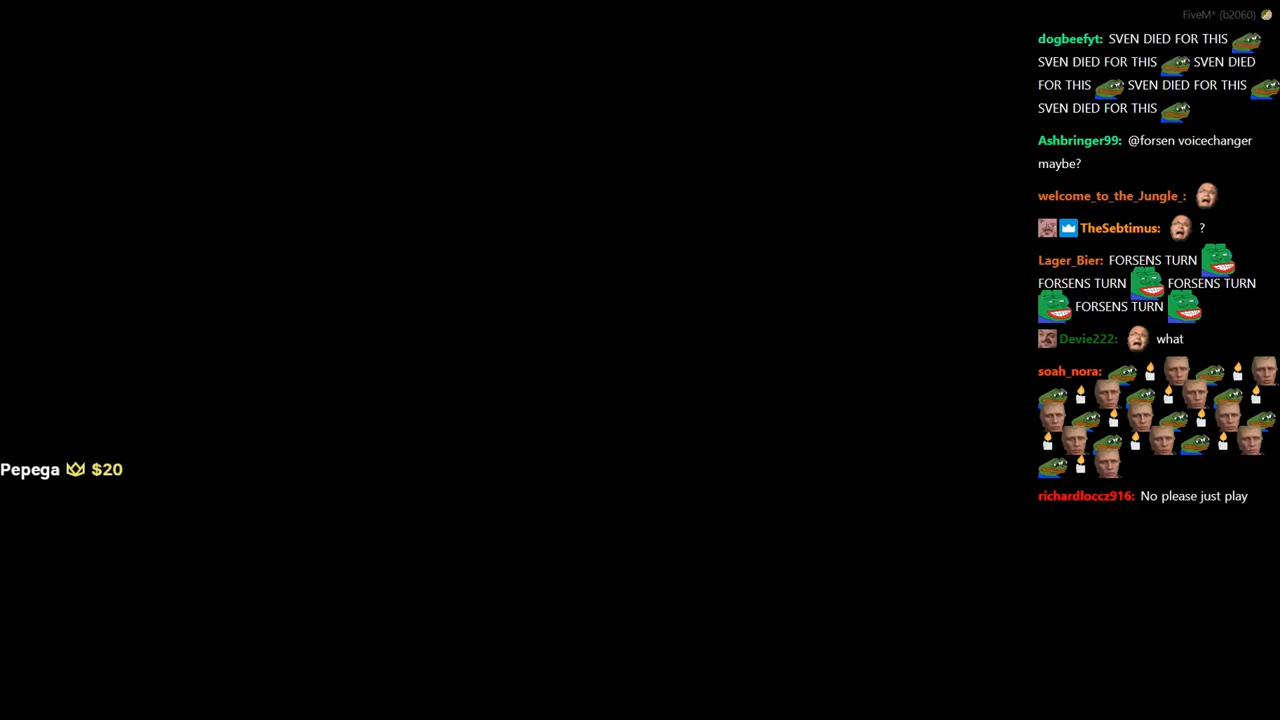 FiveM* (b2060)
dogbeefyt: SVEN DIED FOR THIS
SVEN DIED FOR THIS SVEN DIED
FOR THIS SVEN DIED FOR THIS
SVEN DIED FOR THIS
Ashbringer99: @forsen voicechanger
maybe?
welcome_to_the_Jungle_:
TheSebtimus: ?
Lager_Bier: FORSENS TURN
FORSENS TURN FORSENS TURN
FORSENS TURN
Devie222: what
soah_nora:
Pepega $20
richardloccz916: No please just play